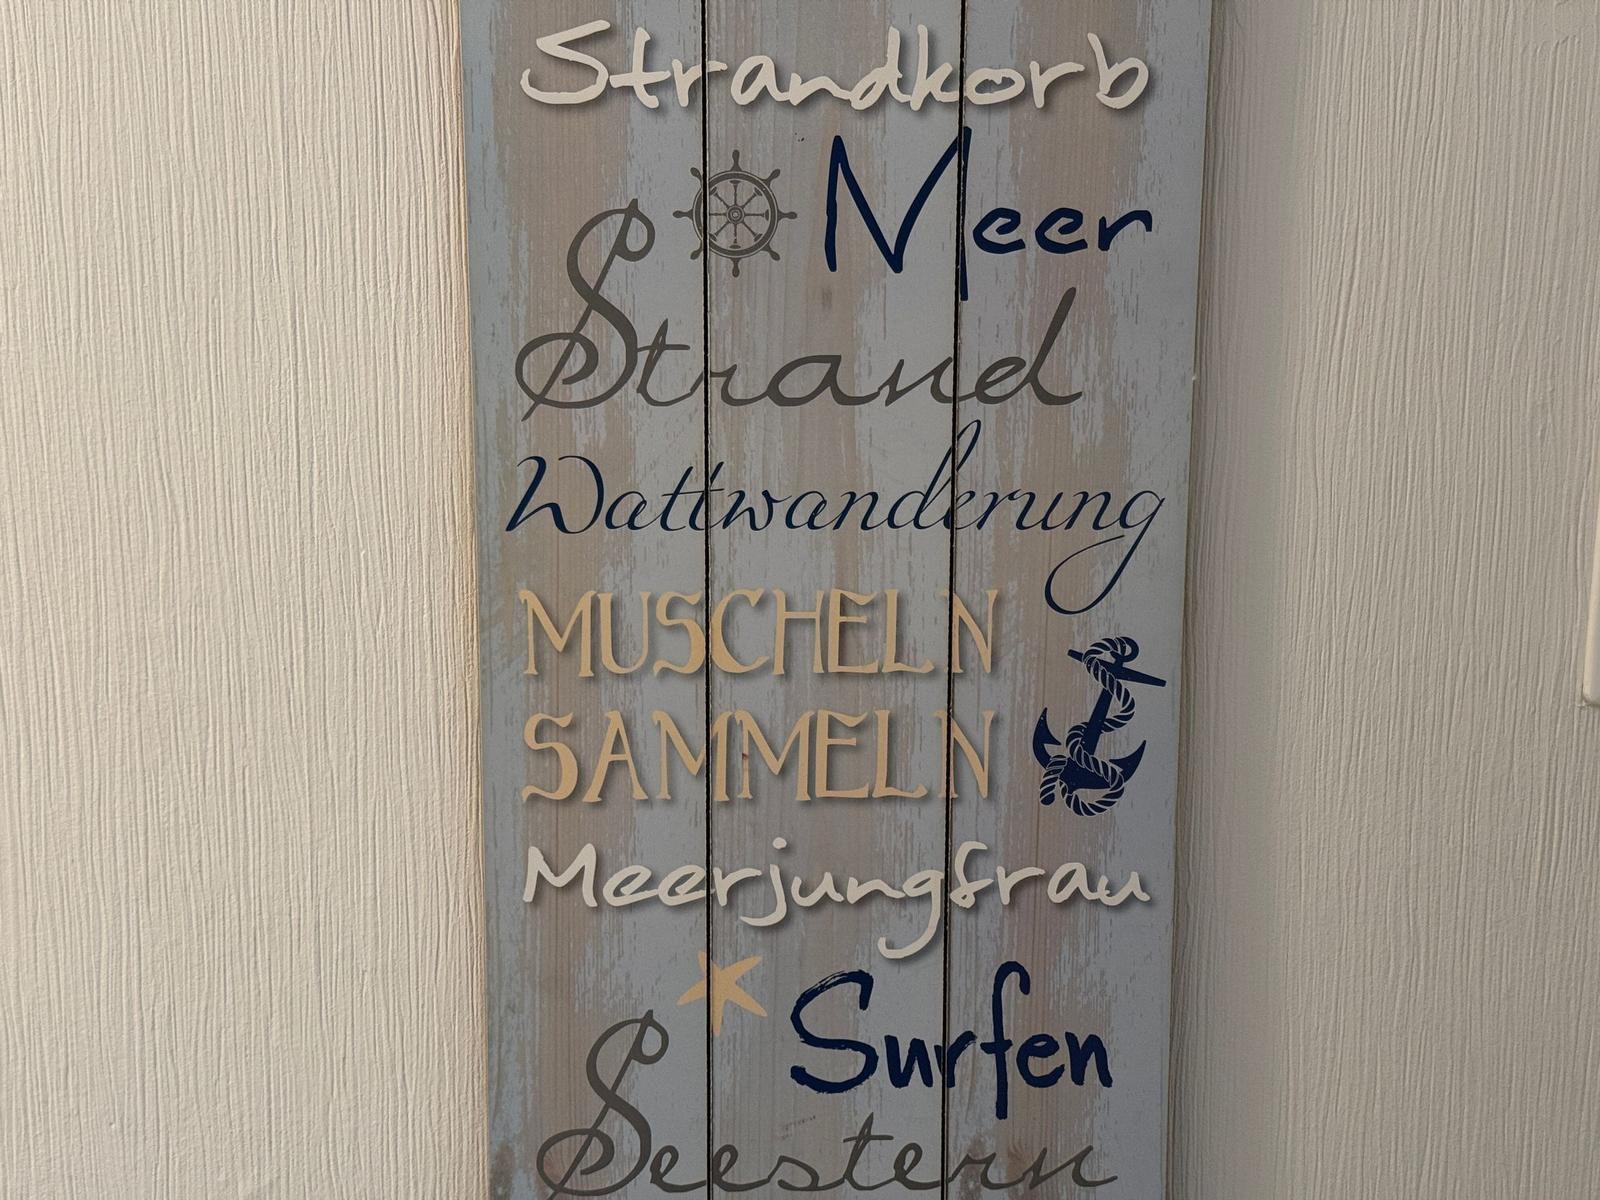 Strandkorb
Meer
Strand
Wattwanderung
MUSCHELN
SAMMELN
Meerjungfrau
Surfen
Seestern